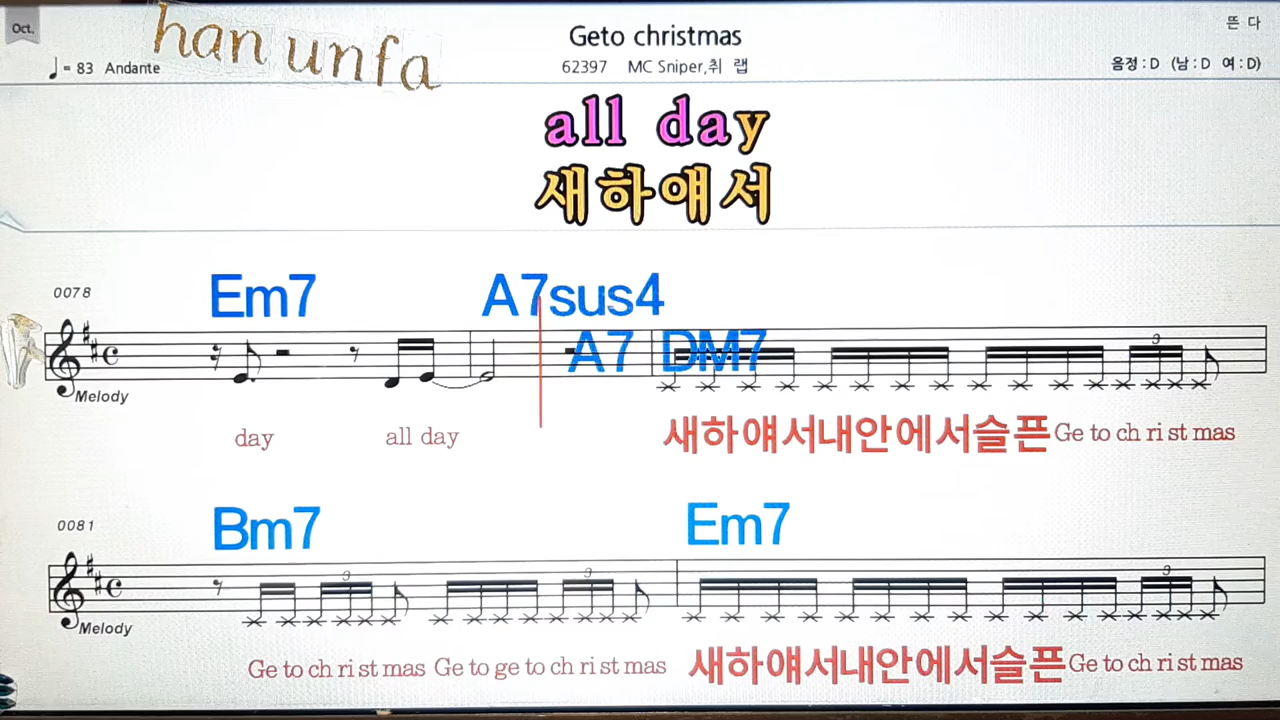 Oct.
han unfa
Geto christmas
뜬 다
♩ = 83 Andante
62397 MC Sniper,취 랩
음정 : D (남 : D 여 : D)
all day
새하얘서
0078
Em7 A7sus4
A7 DM7
3
Melody
day all day 새하얘서내안에서슬픈 Ge to ch ri st mas
0081
Bm7 Em7
3 3 3
Melody
Ge to ch ri st mas Ge to ge to ch ri st mas 새하얘서내안에서슬픈 Ge to ch ri st mas